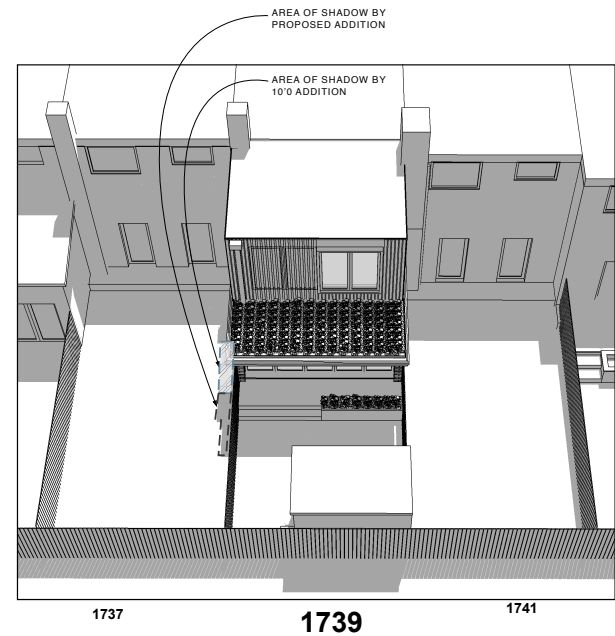 AREA OF SHADOW BY
PROPOSED ADDITION
AREA OF SHADOW BY
10'0 ADDITION
1737
1739
1741